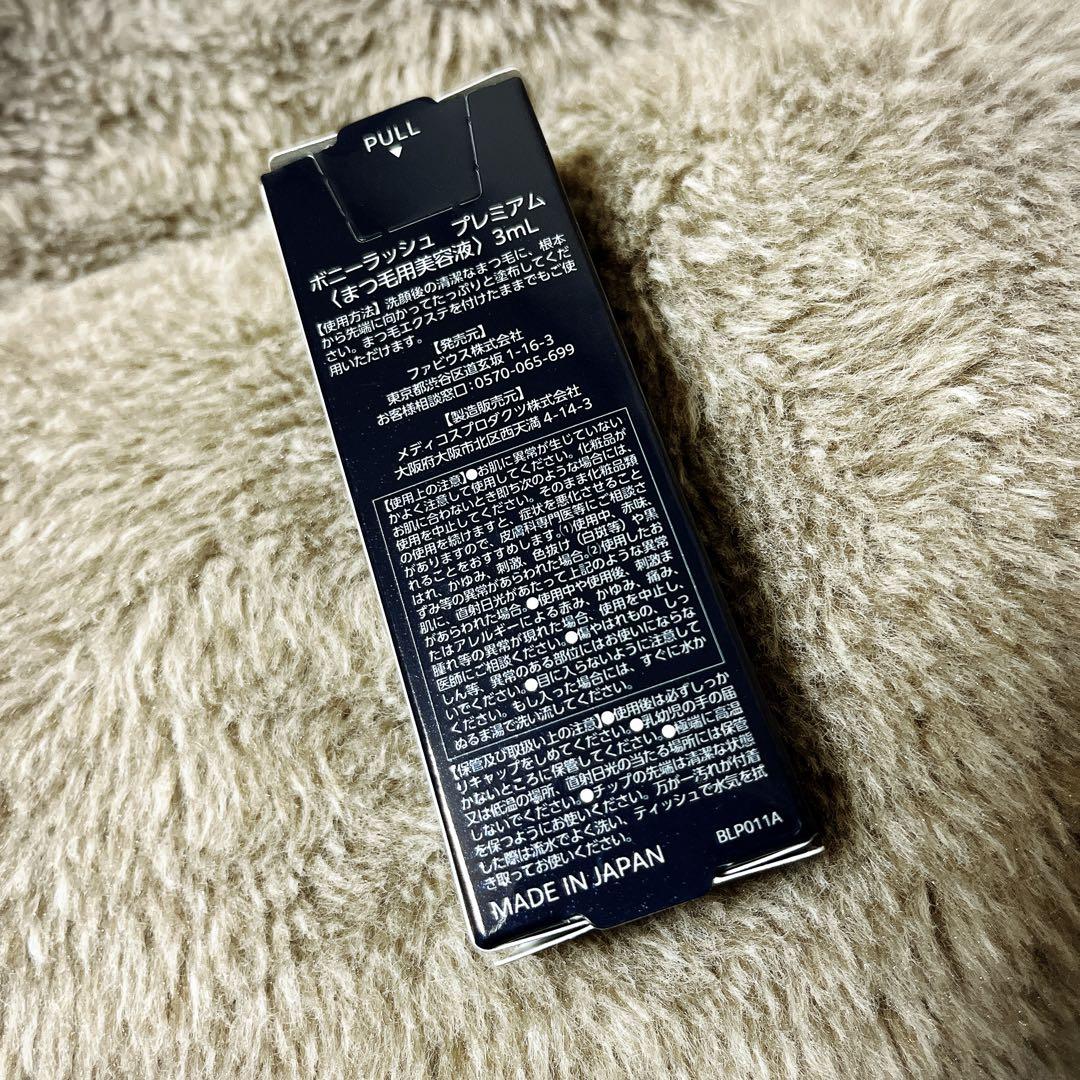 PULL
ボニーラッシュ プレミアム
〈まつ毛用美容液〉 3mL
【使用方法】洗顔後の清潔なまつ毛に、根本
から先端に向かってたっぷりと塗布してくだ
さい。まつ毛エクステを付けたままでもご使
用いただけます。
【発売元】
ファビウス株式会社
東京都渋谷区道玄坂 1-16-3
お客様相談窓口:0570-065-699
【製造販売元】
メディコスプロダクツ株式会社
大阪府大阪市北区西天満 4-14-3
【使用上の注意】●お肌に異常が生じていない
かよく注意して使用してください。化粧品が
お肌に合わないとき即ち次のような場合には、
使用を中止してください。そのまま化粧品類
の使用を続けますと、症状を悪化させること
がありますので、皮膚科専門医等にご相談さ
れることをおすすめします。(1)使用中、赤味、
はれ、かゆみ、刺激、色抜け(白斑等)や黒
ずみ等の異常があらわれた場合。(2)使用したお
肌に、直射日光があたって上記のような異常
があらわれた場合。●使用中や使用後、刺激ま
たはアレルギーによる赤み、かゆみ、痛み、
腫れ等の異常が現れた場合、使用を中止し、
医師にご相談ください。●傷やはれもの、しっ
しん等、異常のある部位にはお使いにならな
いでください。●目に入らないように注意して
ください。もし入った場合には、すぐに水か
ぬるま湯で洗い流してください。
【保管及び取扱い上の注意】●使用後は必ずしっか
りキャップをしめてください。●乳幼児の手の届
かないところに保管してください。●極端に高温
又は低温の場所、直射日光の当たる場所には保管
しないでください。●チップの先端は清潔な状態
を保つようにお使いください。万が一汚れが付着
した際は流水でよく洗い、ティッシュで水気を拭
き取ってお使いください。
BLP011A
MADE IN JAPAN